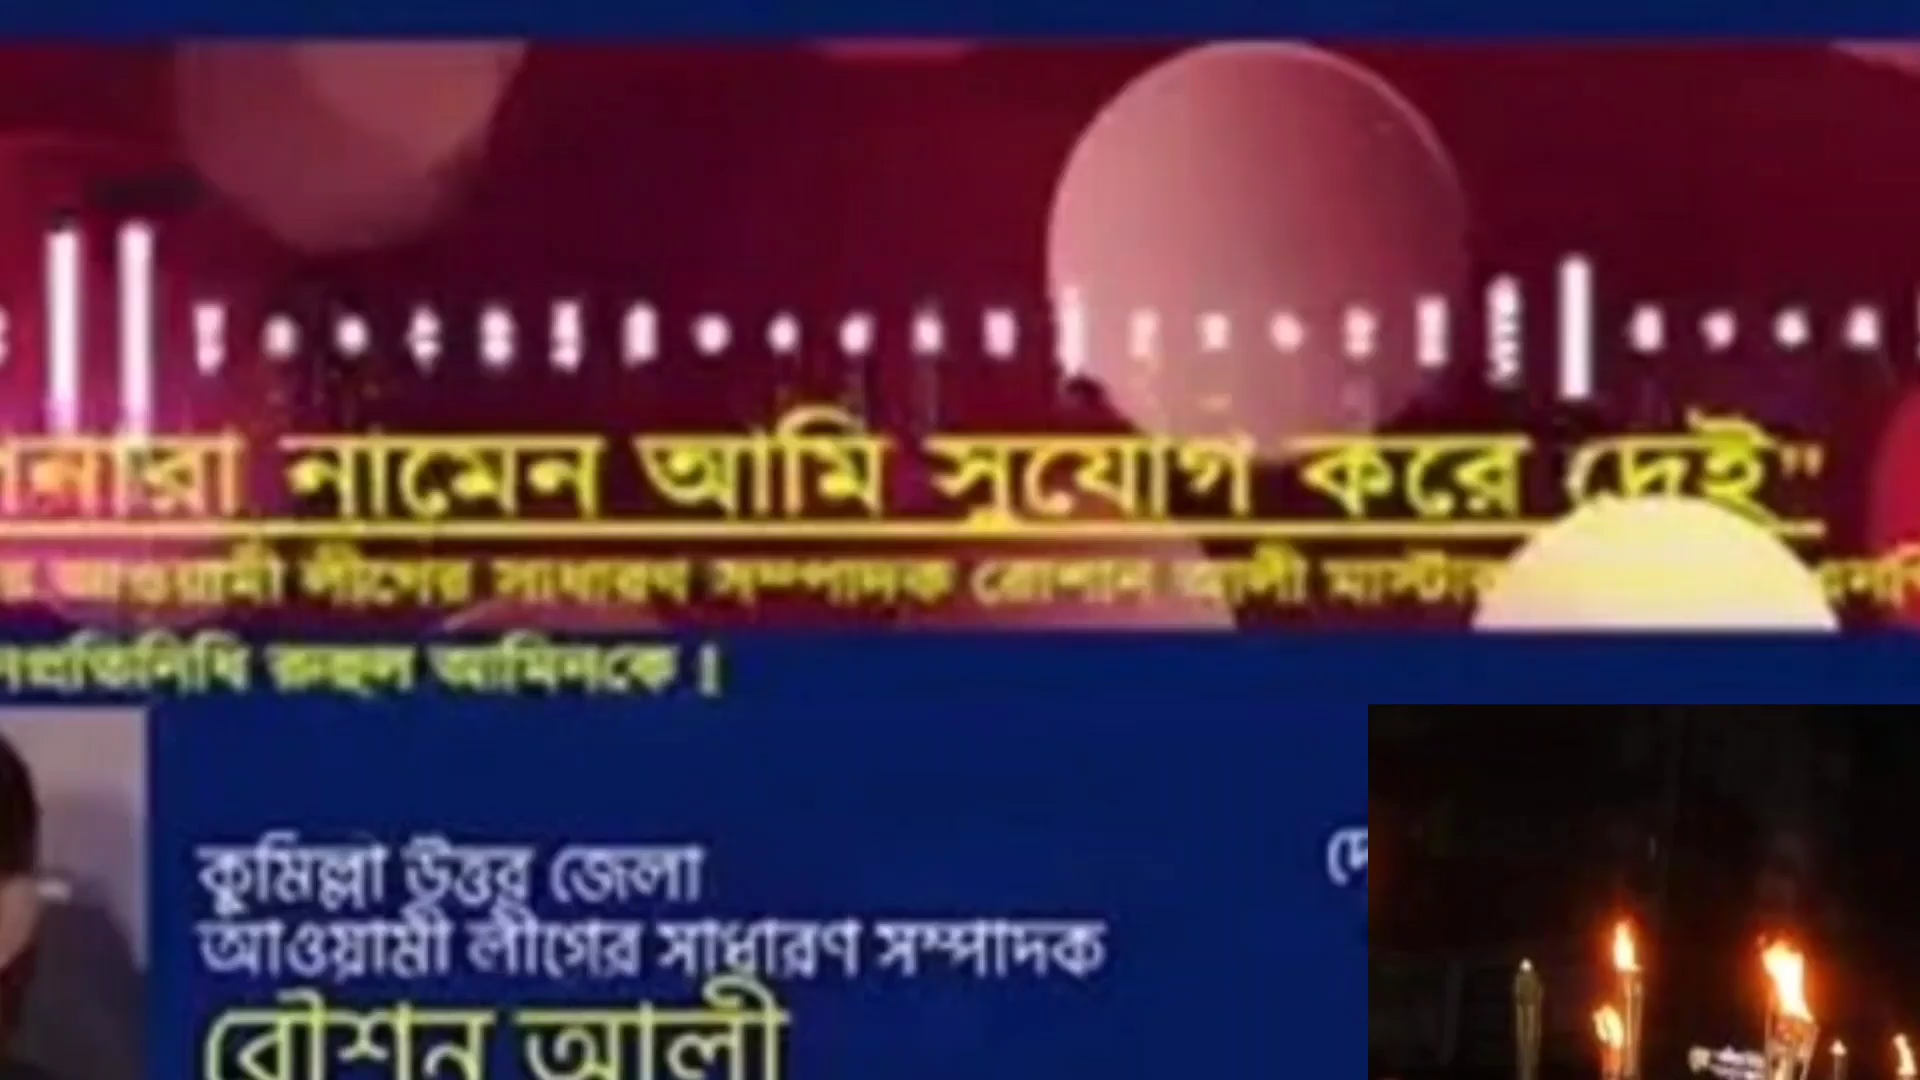 নামেন আমি সুযোগ করে দেই"
আওয়ামী লীগের সাধারণ সম্পাদক রোশান আলী মাস্টার
রুহুল আমিনকে।
কুমিল্লা উত্তর জেলা
আওয়ামী লীগের সাধারণ সম্পাদক
রৌশন আলী